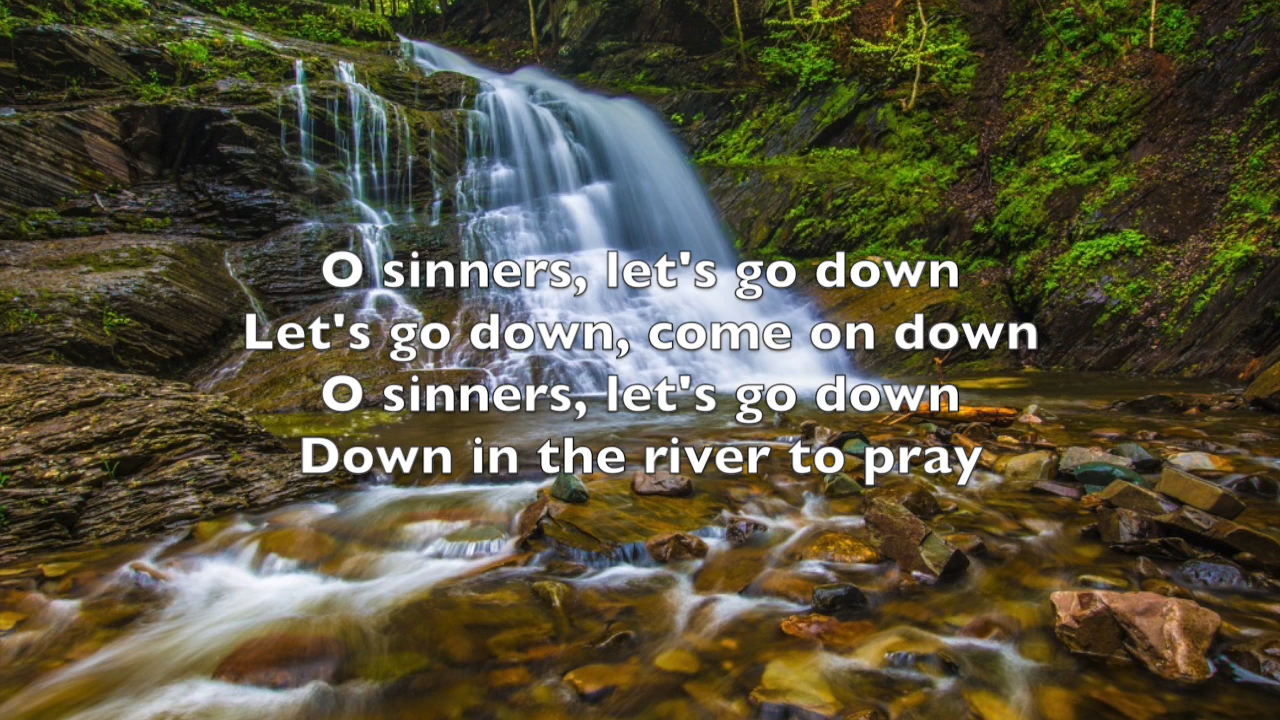 O sinners, let's go down
Let's go down, come on down
O sinners, let's go down
Down in the river to pray